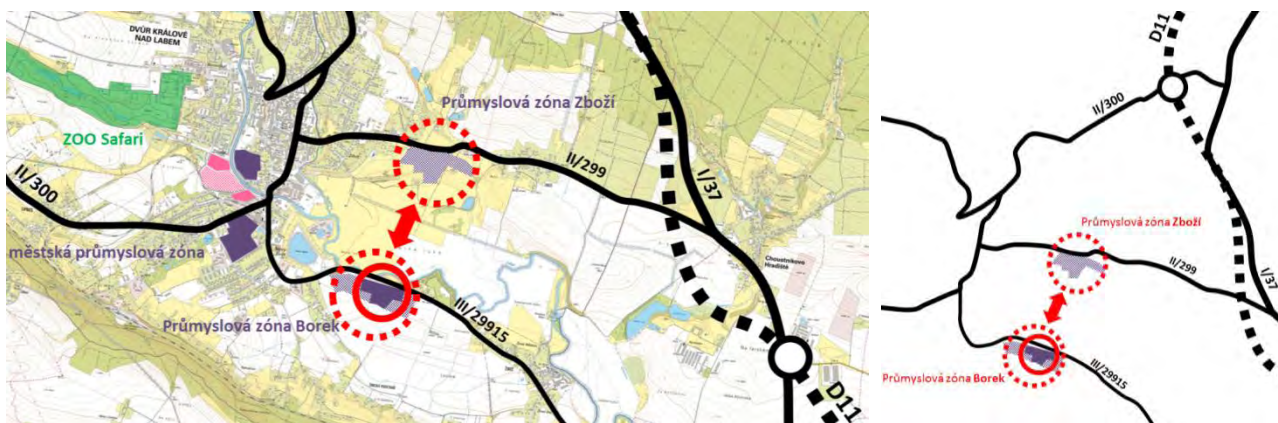 DVŮR KRÁLOVÉ
NAD LABEM
ZOO Safari
II/300
městská průmyslová zóna
Průmyslová zóna Zboží
II/299
I/37
Choustníkovo
Hradiště
Průmyslová zóna Borek
III/29915
D11
D11
II/300
Průmyslová zóna Zboží
II/299
I/37
Průmyslová zóna Borek
III/29915